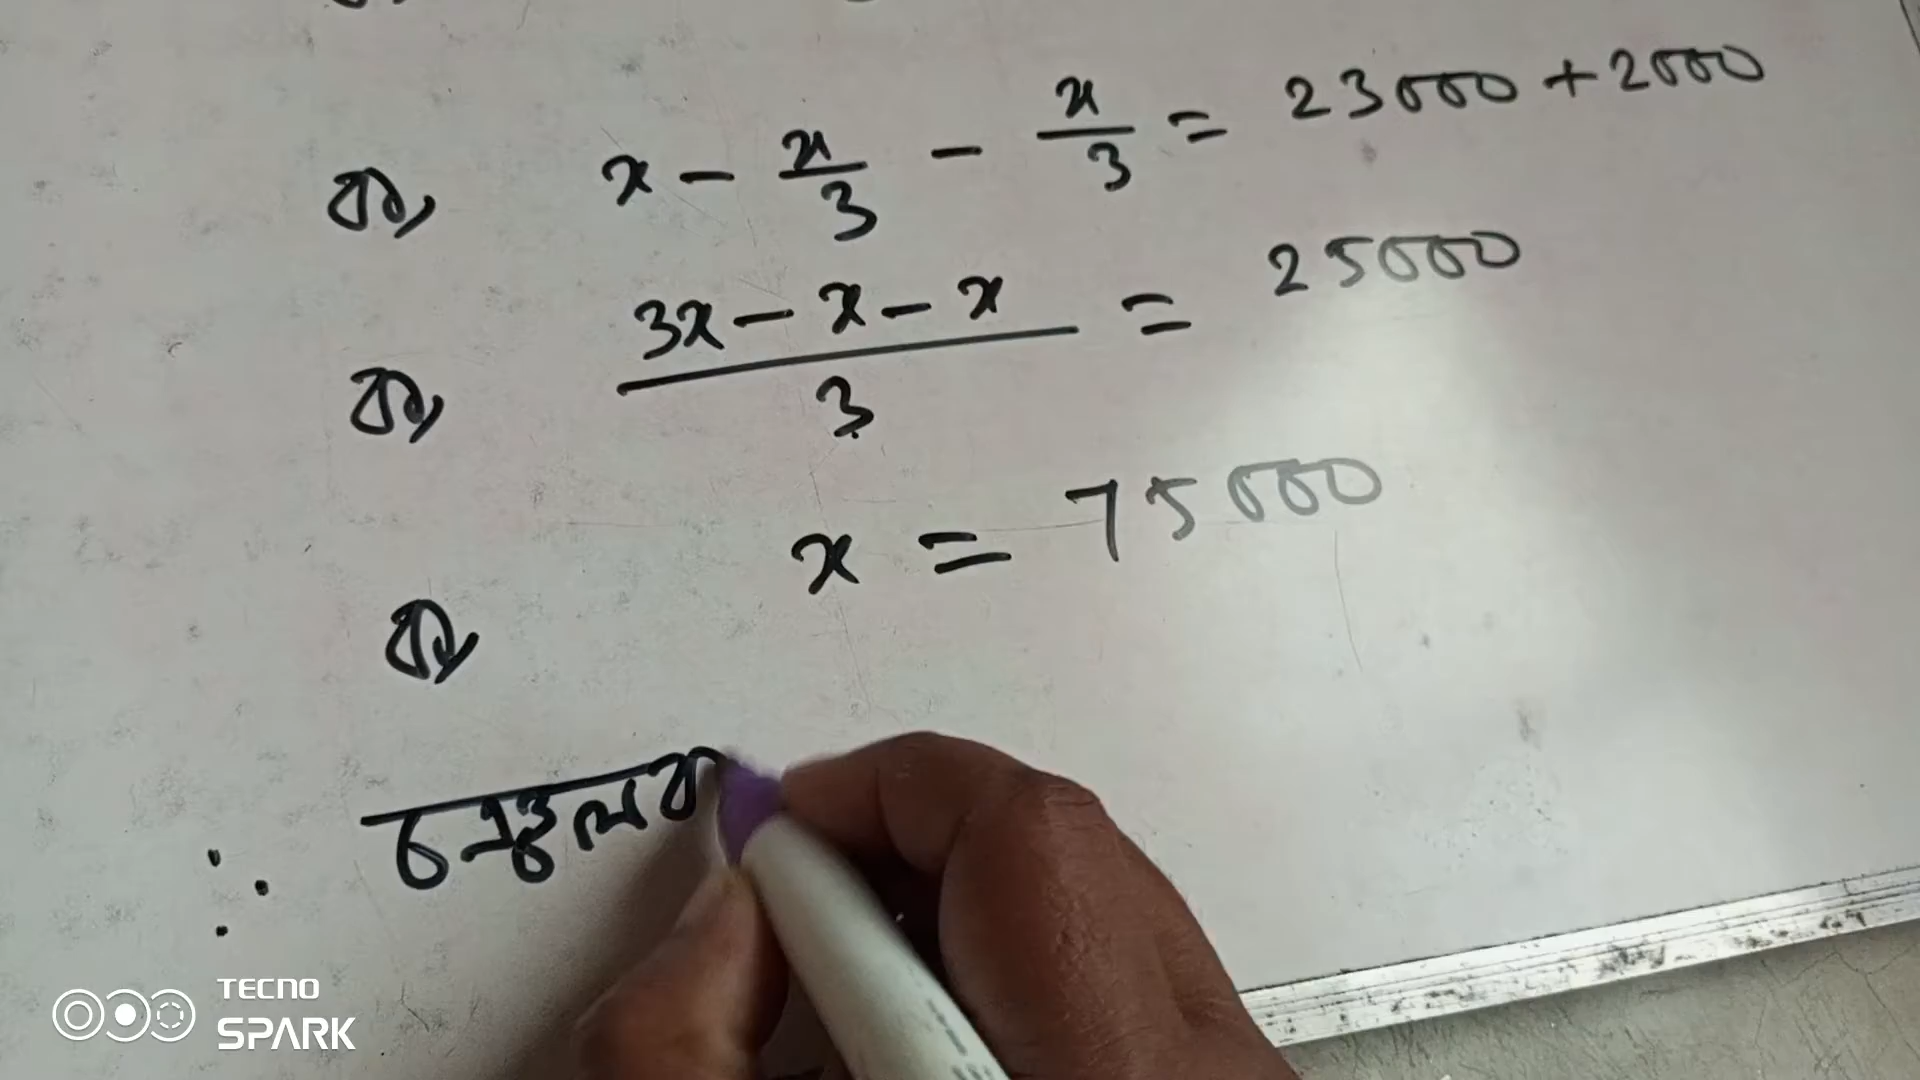 বা, x - x/3 - x/3 = 23000 + 2000
বা, (3x - x - x)/3 = 25000
বা, x = 75000
∴
TECNO
SPARK